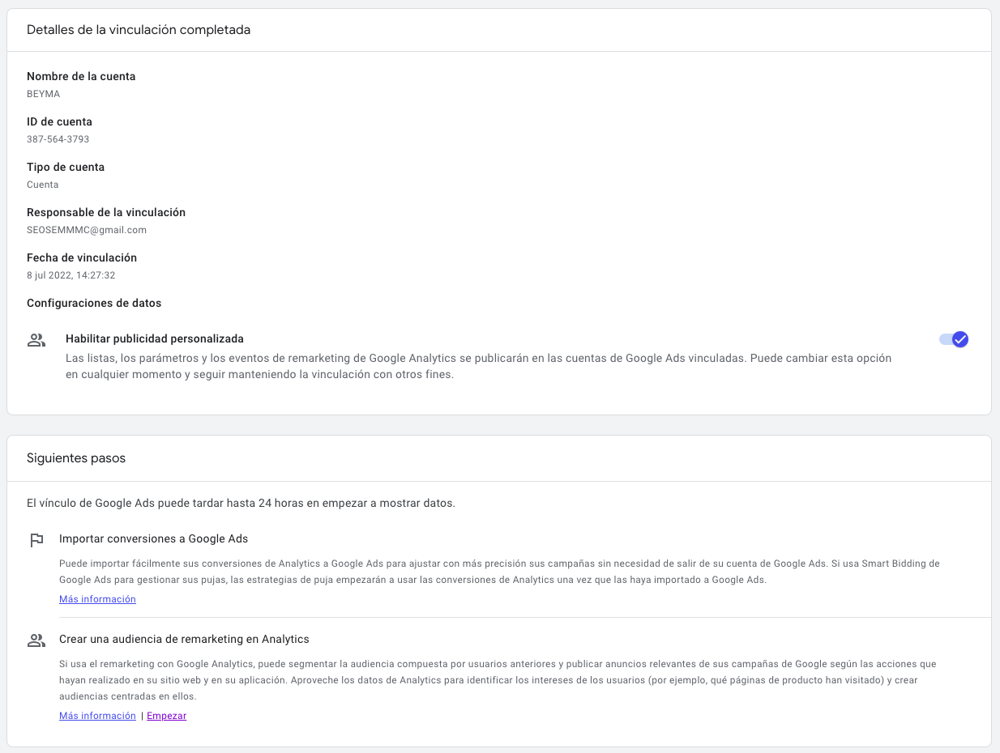 Detalles de la vinculación completada
Nombre de la cuenta
BEYMA
ID de cuenta
387-564-3793
Tipo de cuenta
Cuenta
Responsable de la vinculación
SEOSEMMMC@gmail.com
Fecha de vinculación
8 jul 2022, 14:27:32
Configuraciones de datos
Habilitar publicidad personalizada
Las listas, los parámetros y los eventos de remarketing de Google Analytics se publicarán en las cuentas de Google Ads vinculadas. Puede cambiar esta opción
en cualquier momento y seguir manteniendo la vinculación con otros fines.
Siguientes pasos
El vínculo de Google Ads puede tardar hasta 24 horas en empezar a mostrar datos.
Importar conversiones a Google Ads
Puede importar fácilmente sus conversiones de Analytics a Google Ads para ajustar con más precisión sus campañas sin necesidad de salir de su cuenta de Google Ads. Si usa Smart Bidding de
Google Ads para gestionar sus pujas, las estrategias de puja empezarán a usar las conversiones de Analytics una vez que las haya importado a Google Ads.
Más información
Crear una audiencia de remarketing en Analytics
Si usa el remarketing con Google Analytics, puede segmentar la audiencia compuesta por usuarios anteriores y publicar anuncios relevantes de sus campañas de Google según las acciones que
hayan realizado en su sitio web y en su aplicación. Aproveche los datos de Analytics para identificar los intereses de los usuarios (por ejemplo, qué páginas de producto han visitado) y crear
audiencias centradas en ellos.
Más información | Empezar